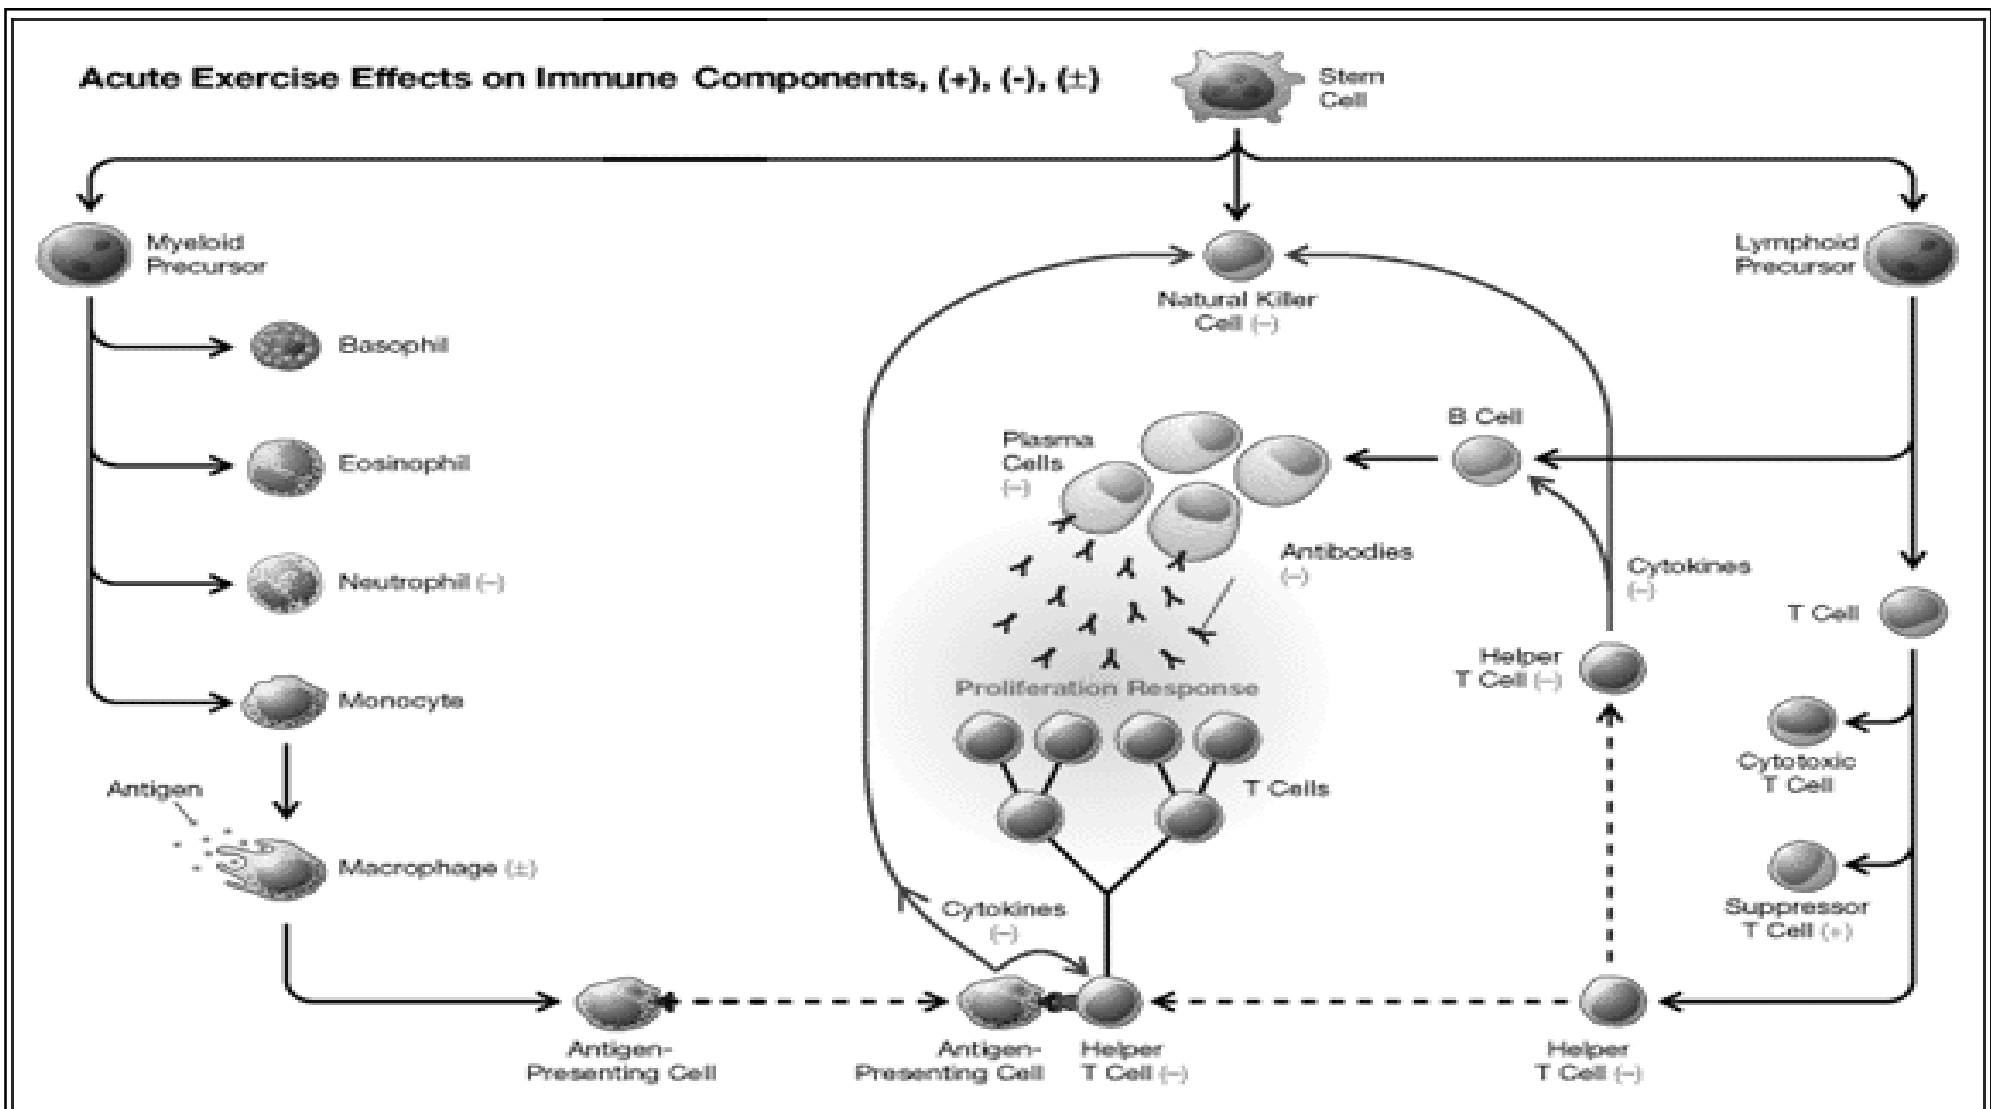 Acute Exercise Effects on Immune Components, (+), (-), (±)
Stem
Cell
Myeloid
Precursor
Lymphoid
Precursor
Natural Killer
Cell (–)
Basophil
Eosinophil
Neutrophil (–)
Monocyte
Antigen
Macrophage (±)
Plasma
Cells
(–)
B Cell
Antibodies
(–)
Cytokines
(–)
T Cell
Helper
T Cell (–)
Proliferation Response
T Cells
Cytotoxic
T Cell
Suppressor
T Cell (+)
Cytokines
(–)
Antigen-
Presenting Cell
Antigen-
Presenting Cell
Helper
T Cell (–)
Helper
T Cell (–)